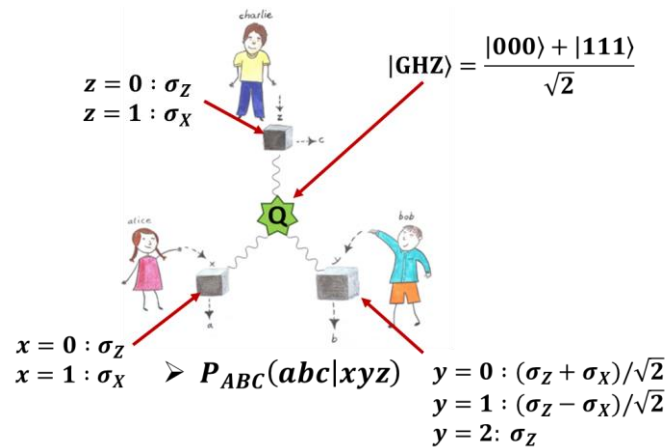 charlie
|GHZ⟩ = (|000⟩ + |111⟩)/√2
z = 0 : σ_Z
z = 1 : σ_X
z
c
Q
alice
bob
x
y
a
b
x = 0 : σ_Z
x = 1 : σ_X
➢ P_ABC(abc|xyz)
y = 0 : (σ_Z + σ_X)/√2
y = 1 : (σ_Z − σ_X)/√2
y = 2: σ_Z